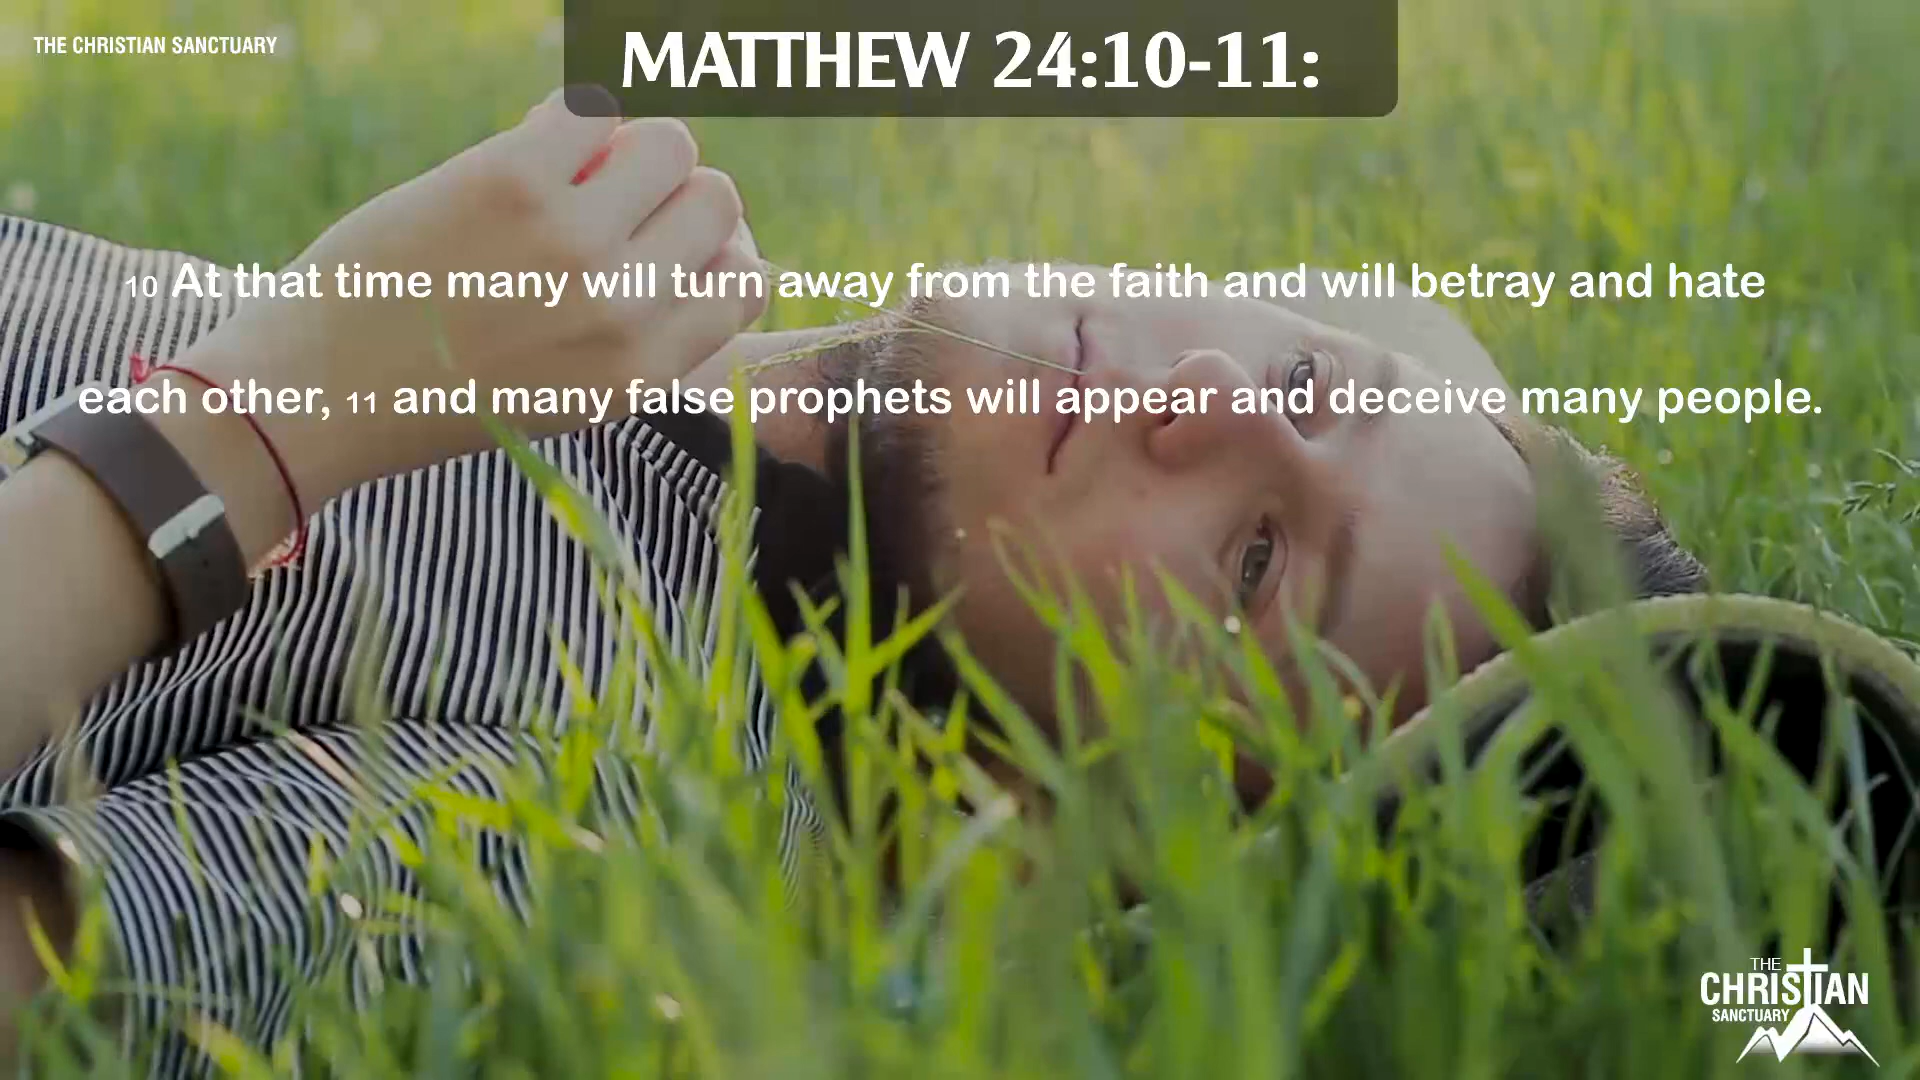 THE CHRISTIAN SANCTUARY
MATTHEW 24:10-11:
10 At that time many will turn away from the faith and will betray and hate
each other, 11 and many false prophets will appear and deceive many people.
THE
CHRISTIAN
SANCTUARY